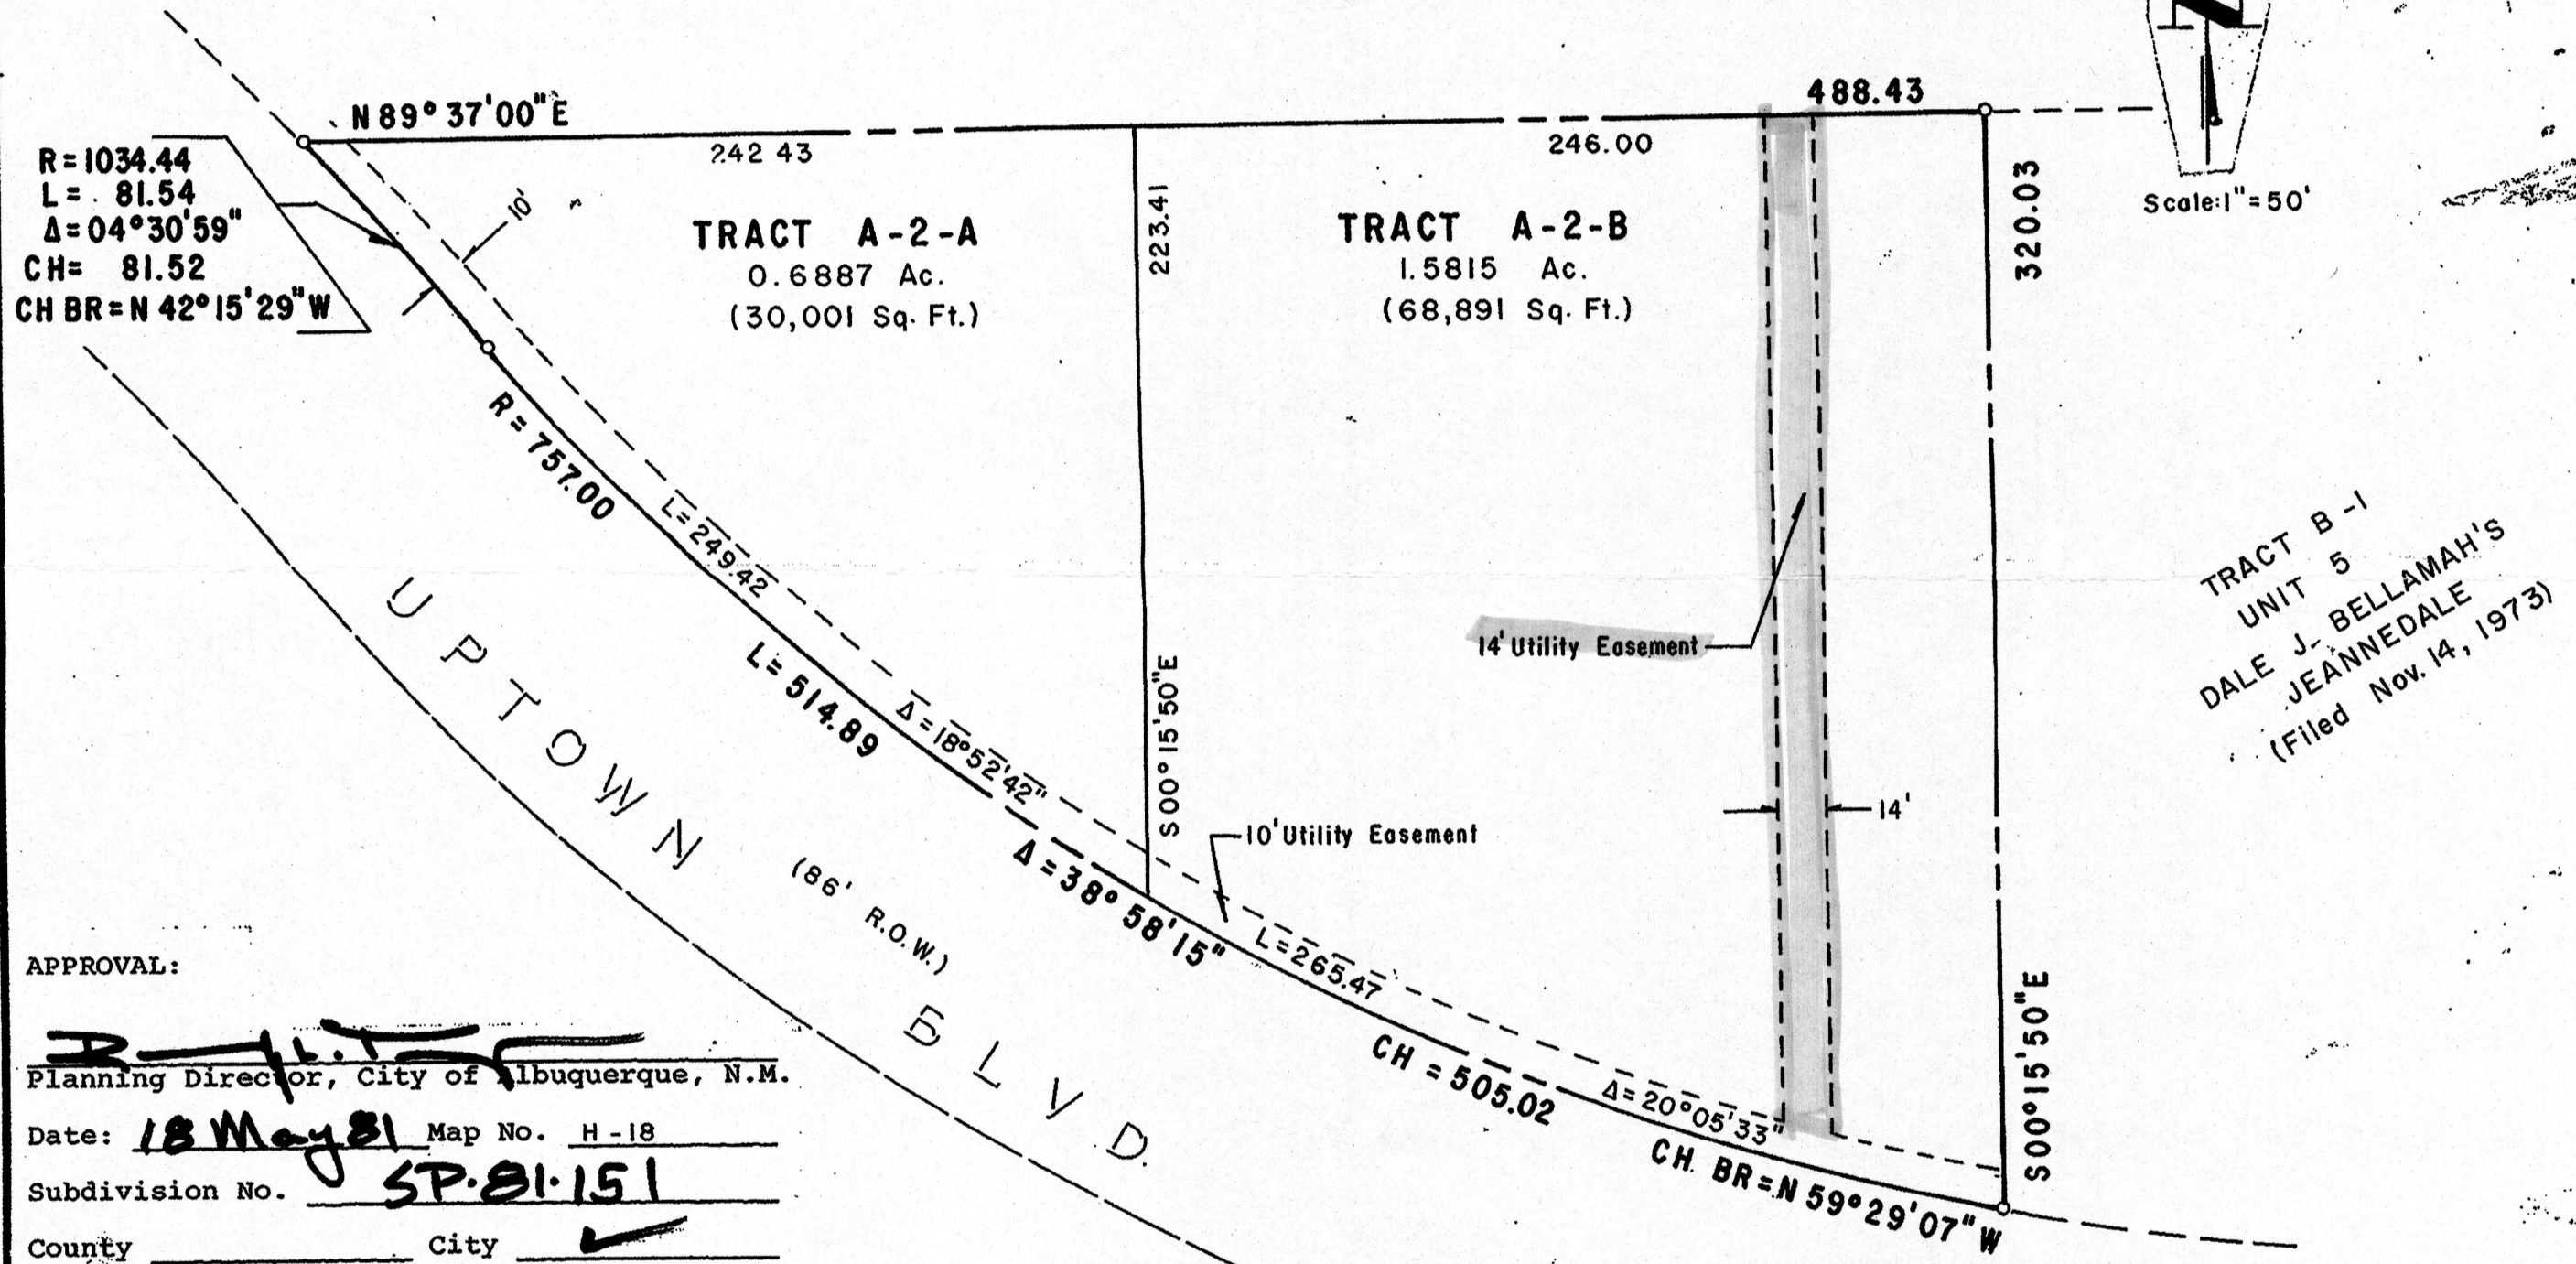 N 89° 37'00" E
488.43
242 43
246.00
R=1034.44
L= 81.54
Δ=04°30'59"
CH= 81.52
CH BR=N 42°15'29" W
10'
TRACT A-2-A
0.6887 Ac.
(30,001 Sq. Ft.)
223.41
TRACT A-2-B
1.5815 Ac.
(68,891 Sq. Ft.)
320.03
N
Scale:1"=50'
R = 757.00
L=249.42
L= 514.89
Δ=18°52'42"
S 00°15'50"E
14' Utility Easement
14'
10' Utility Easement
TRACT B-1
UNIT 5
DALE J. BELLAMAH'S
JEANNEDALE
(Filed Nov. 14, 1973)
UPTOWN
(86' R.O.W.)
BLVD.
Δ = 38° 58'15"
L=265.47
CH = 505.02
Δ=20°05'33"
CH. BR=N 59°29'07" W
S 00°15'50"E
APPROVAL:
Planning Director, City of Albuquerque, N.M.
Date: 18 May 81 Map No. H-18
Subdivision No. SP-81-151
County City ✓